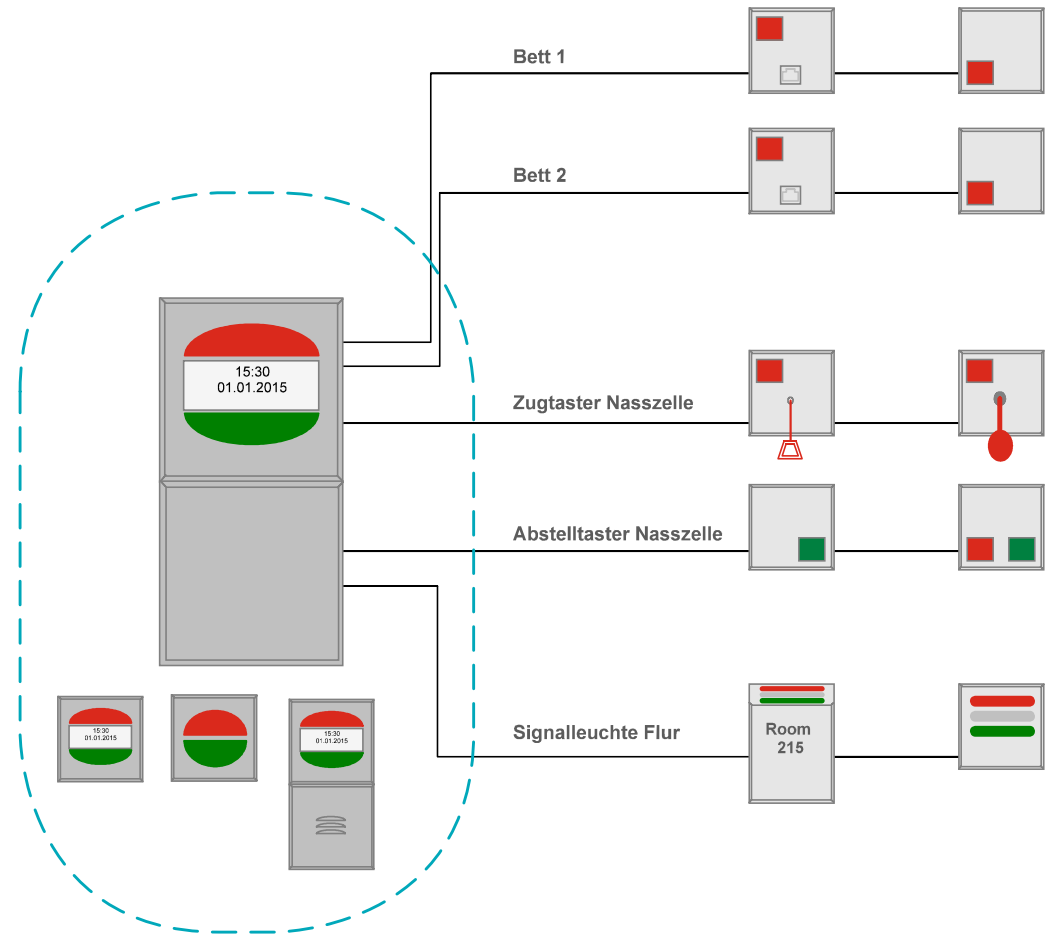 Bett 1
Bett 2
15:30
01.01.2015
Zugtaster Nasszelle
Abstelltaster Nasszelle
Signalleuchte Flur
Room
215
15:30
01.01.2015
15:30
01.01.2015